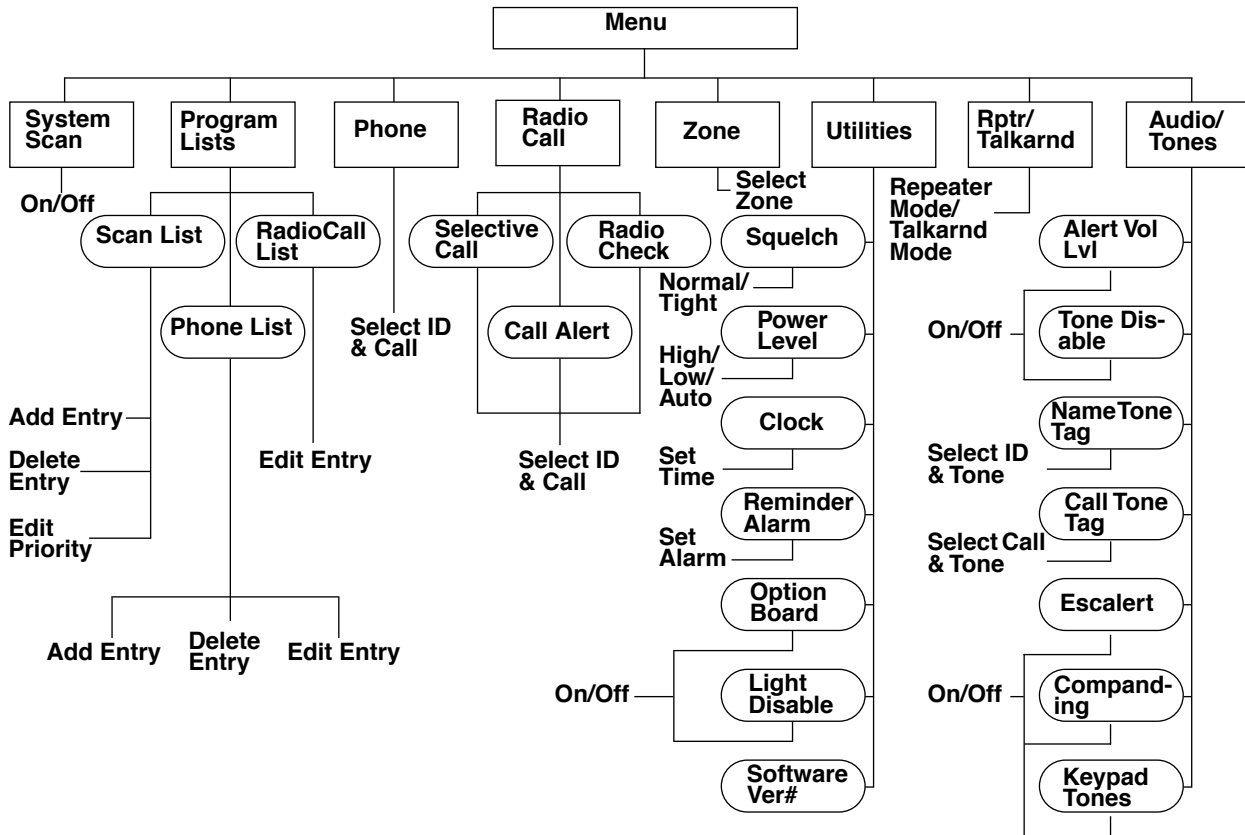 Menu
System
Scan
Program
Lists
Phone
Radio
Call
Zone
Utilities
Rptr/
Talkarnd
Audio/
Tones
On/Off
Scan List
RadioCall
List
Phone List
Add Entry
Delete
Entry
Edit
Priority
Edit Entry
Add Entry
Delete
Entry
Edit Entry
Select ID
& Call
Selective
Call
Radio
Check
Call Alert
Select ID
& Call
Select
Zone
Squelch
Normal/
Tight
Power
Level
High/
Low/
Auto
Clock
Set
Time
Reminder
Alarm
Set
Alarm
Option
Board
On/Off
Light
Disable
Software
Ver#
Repeater
Mode/
Talkarnd
Mode
Alert Vol
Lvl
On/Off
Tone Dis-
able
Name Tone
Tag
Select ID
& Tone
Call Tone
Tag
Select Call
& Tone
Escalert
On/Off
Compand-
ing
Keypad
Tones